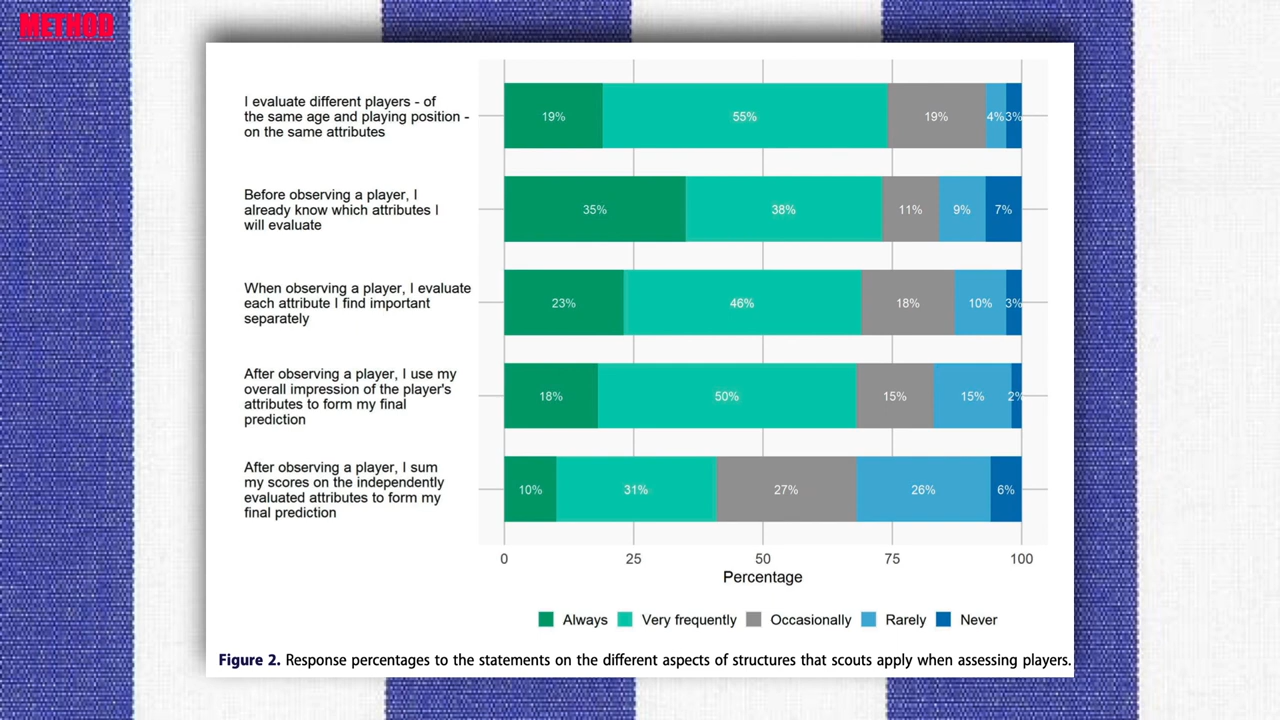 METHOD
I evaluate different players - of
the same age and playing position -
on the same attributes
19% 55% 19% 4% 3%
Before observing a player, I
already know which attributes I
will evaluate
35% 38% 11% 9% 7%
When observing a player, I evaluate
each attribute I find important
separately
23% 46% 18% 10% 3%
After observing a player, I use my
overall impression of the player's
attributes to form my final
prediction
18% 50% 15% 15% 2%
After observing a player, I sum
my scores on the independently
evaluated attributes to form my
final prediction
10% 31% 27% 26% 6%
0 25 50 75 100
Percentage
Always Very frequently Occasionally Rarely Never
Figure 2. Response percentages to the statements on the different aspects of structures that scouts apply when assessing players.